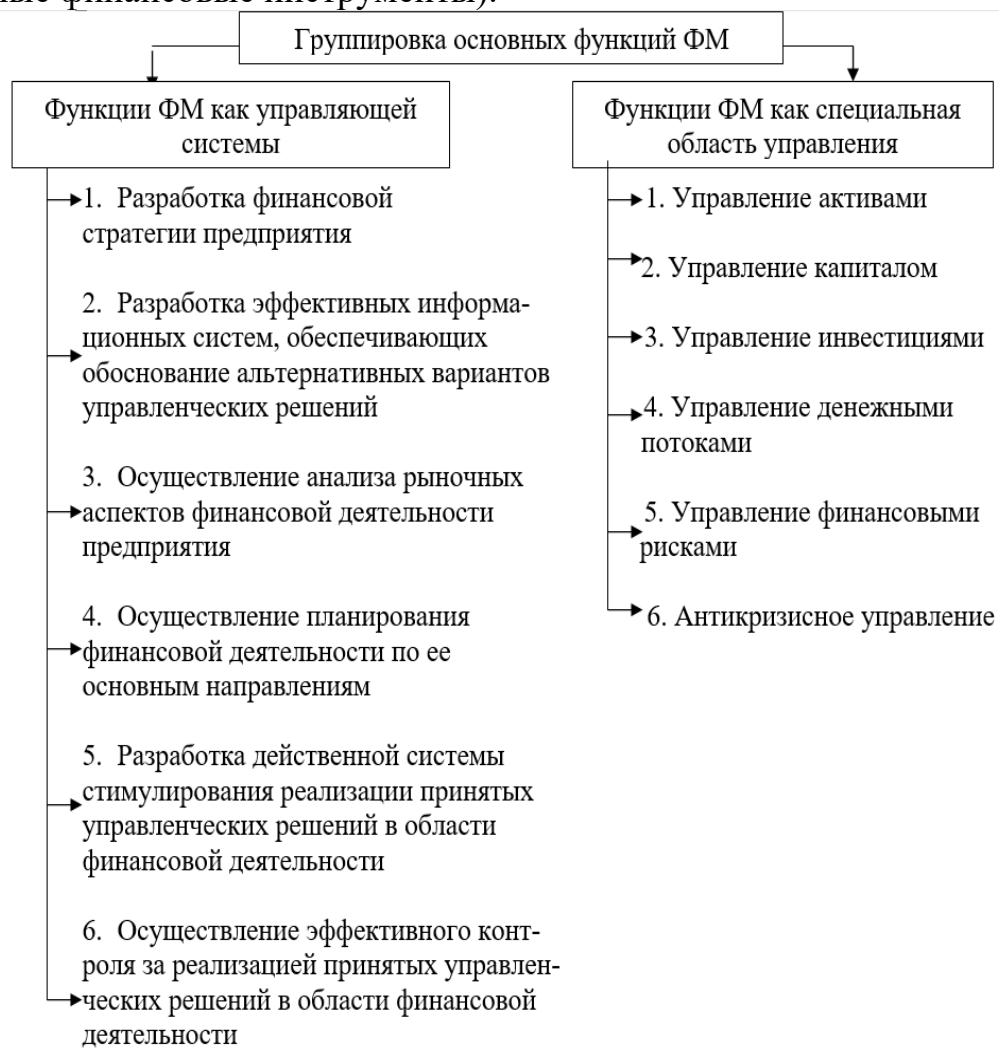 ные финансовые инструменты).
Группировка основных функций ФМ
Функции ФМ как управляющей
системы
1. Разработка финансовой
стратегии предприятия
2. Разработка эффективных информа-
ционных систем, обеспечивающих
обоснование альтернативных вариантов
управленческих решений
3. Осуществление анализа рыночных
аспектов финансовой деятельности
предприятия
4. Осуществление планирования
финансовой деятельности по ее
основным направлениям
5. Разработка действенной системы
стимулирования реализации принятых
управленческих решений в области
финансовой деятельности
6. Осуществление эффективного конт-
роля за реализацией принятых управлен-
ческих решений в области финансовой
деятельности
Функции ФМ как специальная
область управления
1. Управление активами
2. Управление капиталом
3. Управление инвестициями
4. Управление денежными
потоками
5. Управление финансовыми
рисками
6. Антикризисное управление